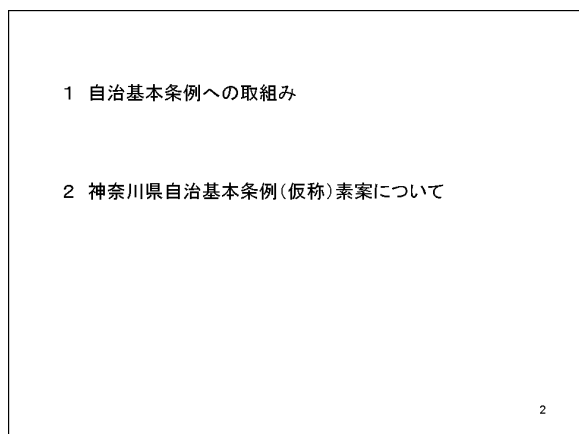 １ 自治基本条例への取組み
２ 神奈川県自治基本条例（仮称）素案について
2